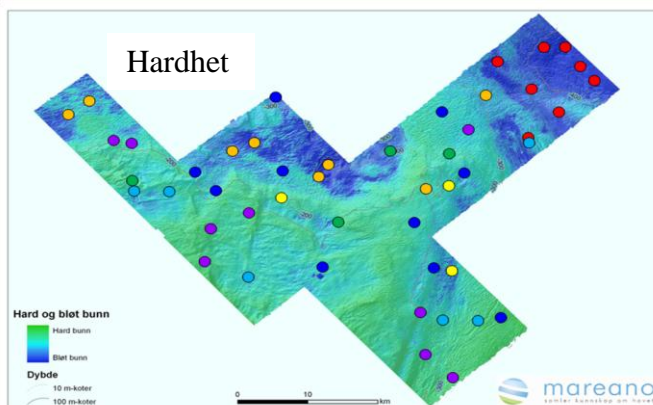 Hardhet
Hard og bløt bunn
Hard bunn
Bløt bunn
Dybde
10 m-koter
100 m-koter
0 10 20
km
mareano
samler kunnskap om havet